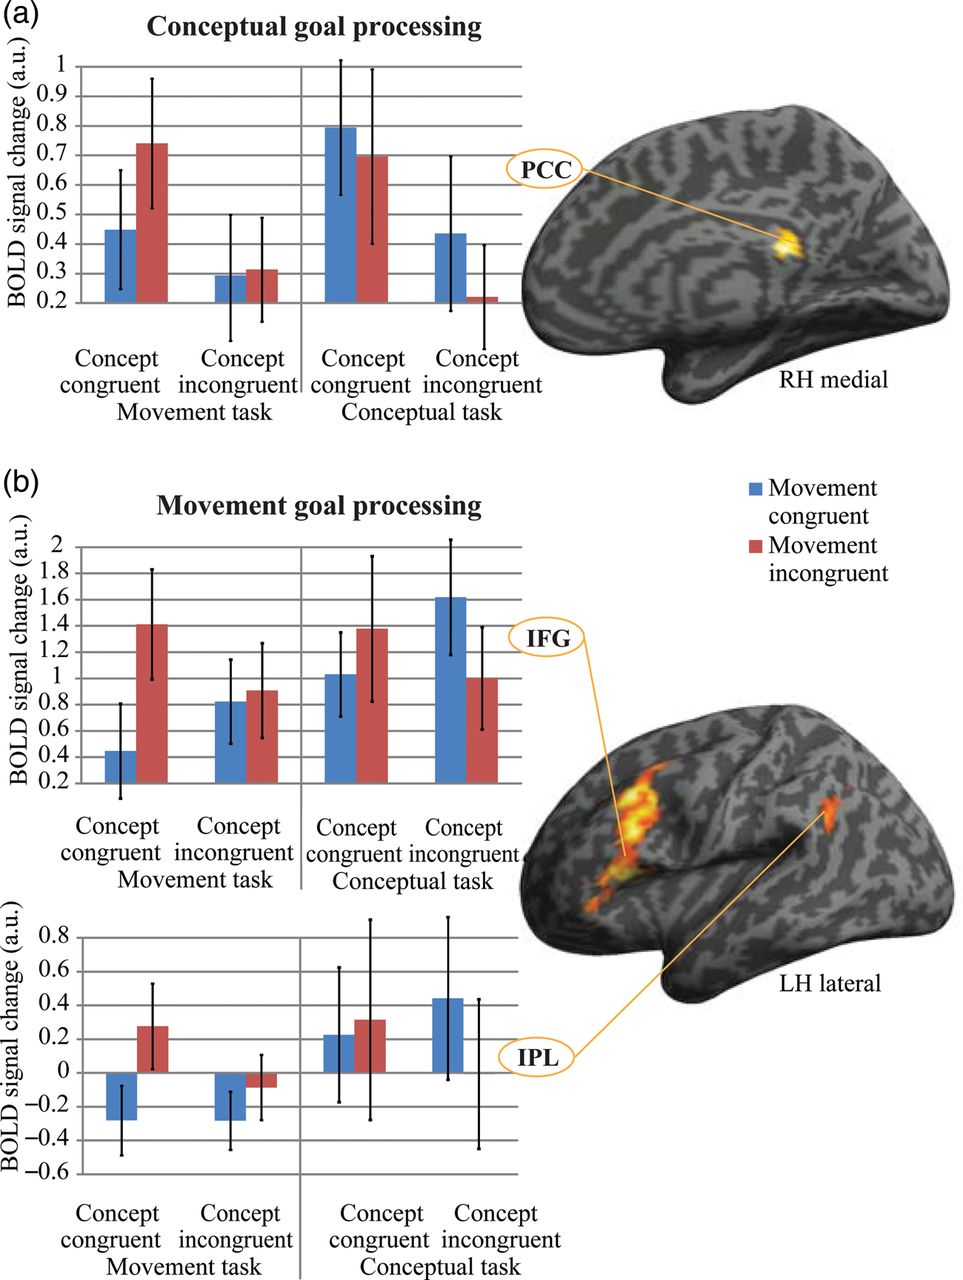 (a)
Conceptual goal processing
BOLD signal change (a.u.)
1
0.9
0.8
0.7
0.6
0.5
0.4
0.3
0.2
Concept congruent
Concept incongruent
Movement task
Concept congruent
Concept incongruent
Conceptual task
PCC
RH medial
(b)
Movement goal processing
Movement congruent
Movement incongruent
BOLD signal change (a.u.)
2
1.8
1.6
1.4
1.2
1
0.8
0.6
0.4
0.2
Concept congruent
Concept incongruent
Movement task
Concept congruent
Concept incongruent
Conceptual task
IFG
LH lateral
BOLD signal change (a.u.)
0.8
0.6
0.4
0.2
0
−0.2
−0.4
−0.6
Concept congruent
Concept incongruent
Movement task
Concept congruent
Concept incongruent
Conceptual task
IPL